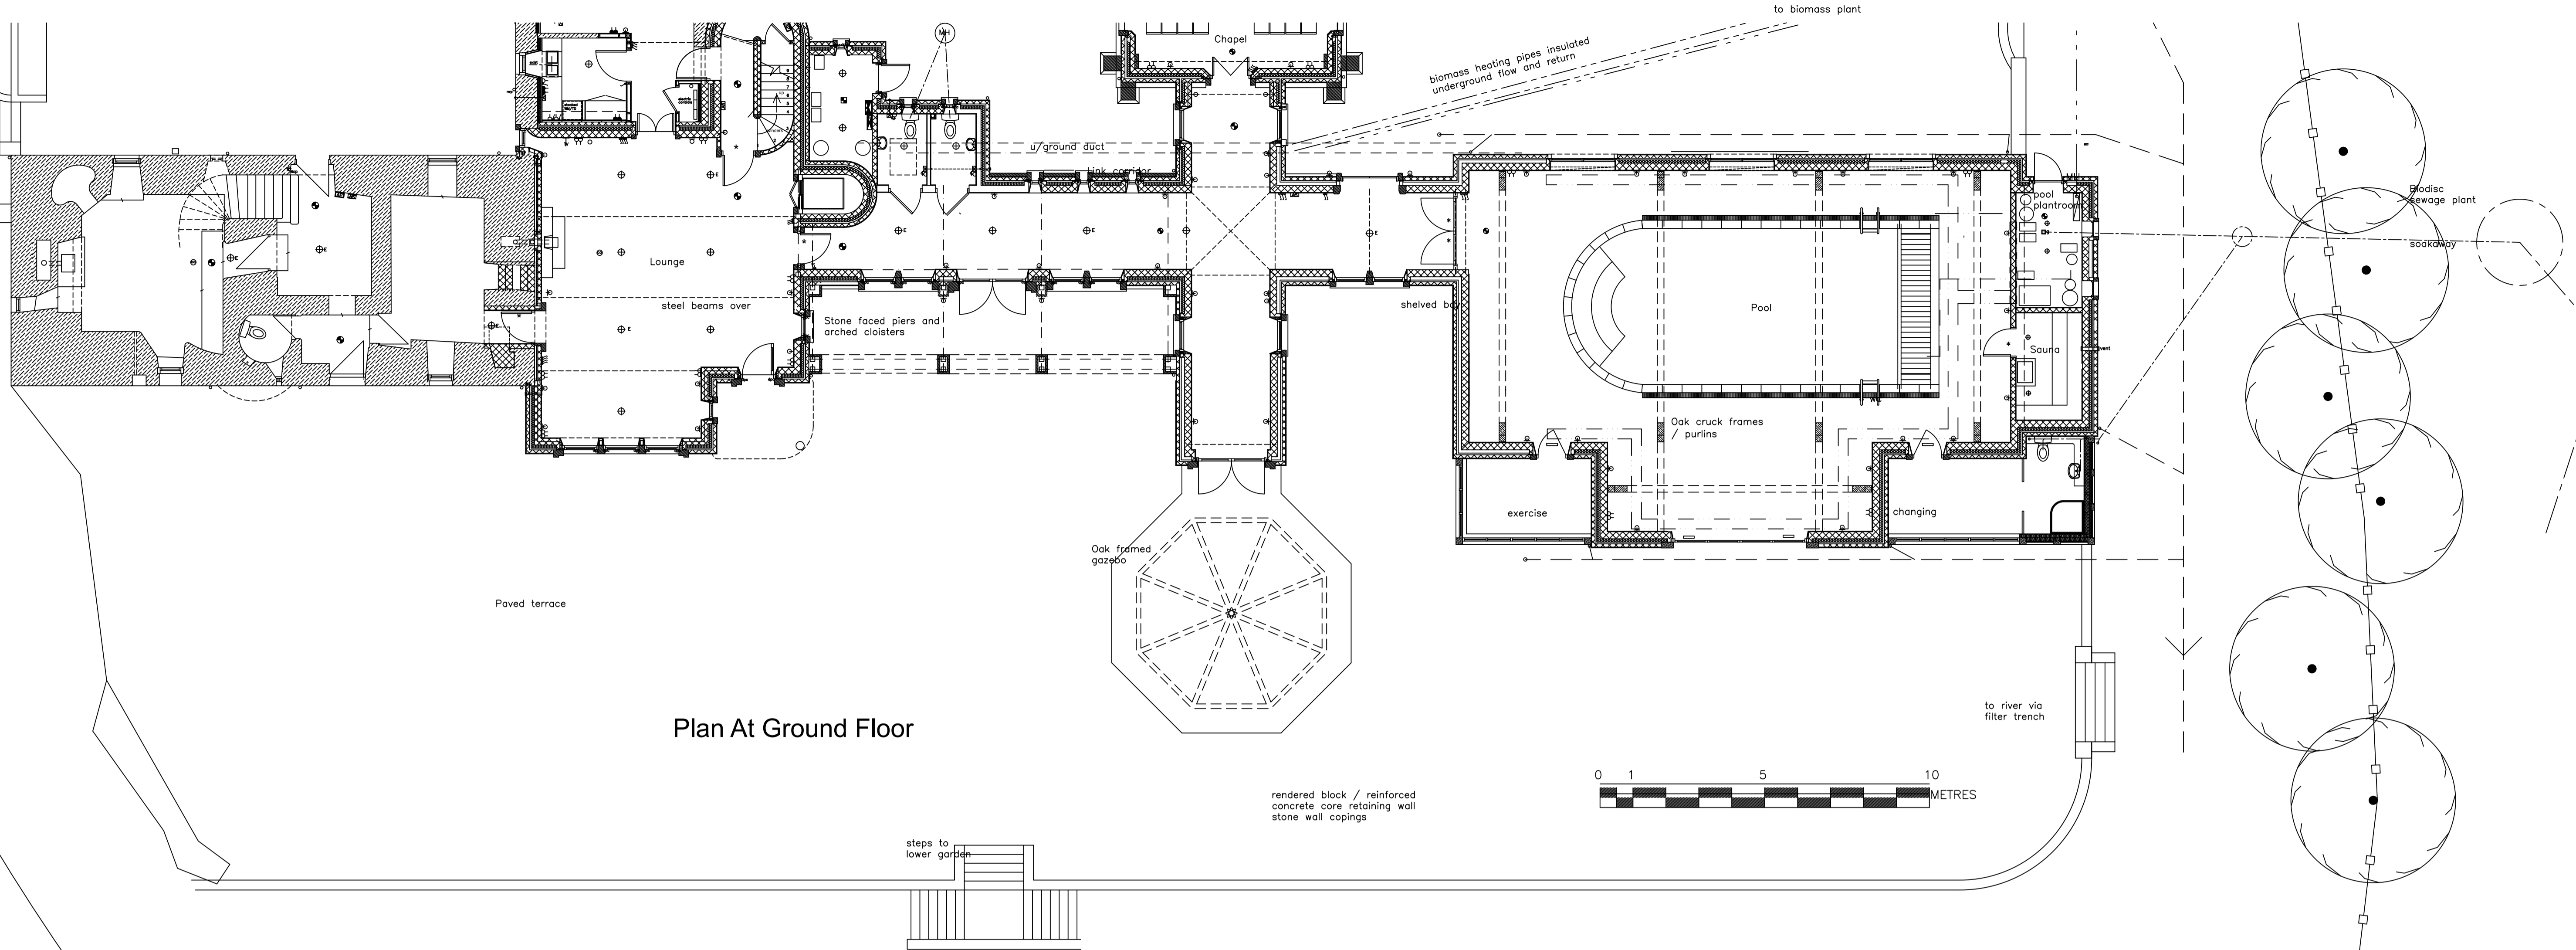 to biomass plant
MH
Chapel
biomass heating pipes insulated
underground flow and return
u/ground duct
link corridor
Biodisc
sewage plant
pool
plantroom
soakaway
Lounge
steel beams over
shelved bay
Pool
Stone faced piers and
arched cloisters
Sauna
vent
Oak cruck frames
/ purlins
exercise
changing
Oak framed
gazebo
Paved terrace
to river via
filter trench
Plan At Ground Floor
0 1 5 10
METRES
rendered block / reinforced
concrete core retaining wall
stone wall copings
steps to
lower garden